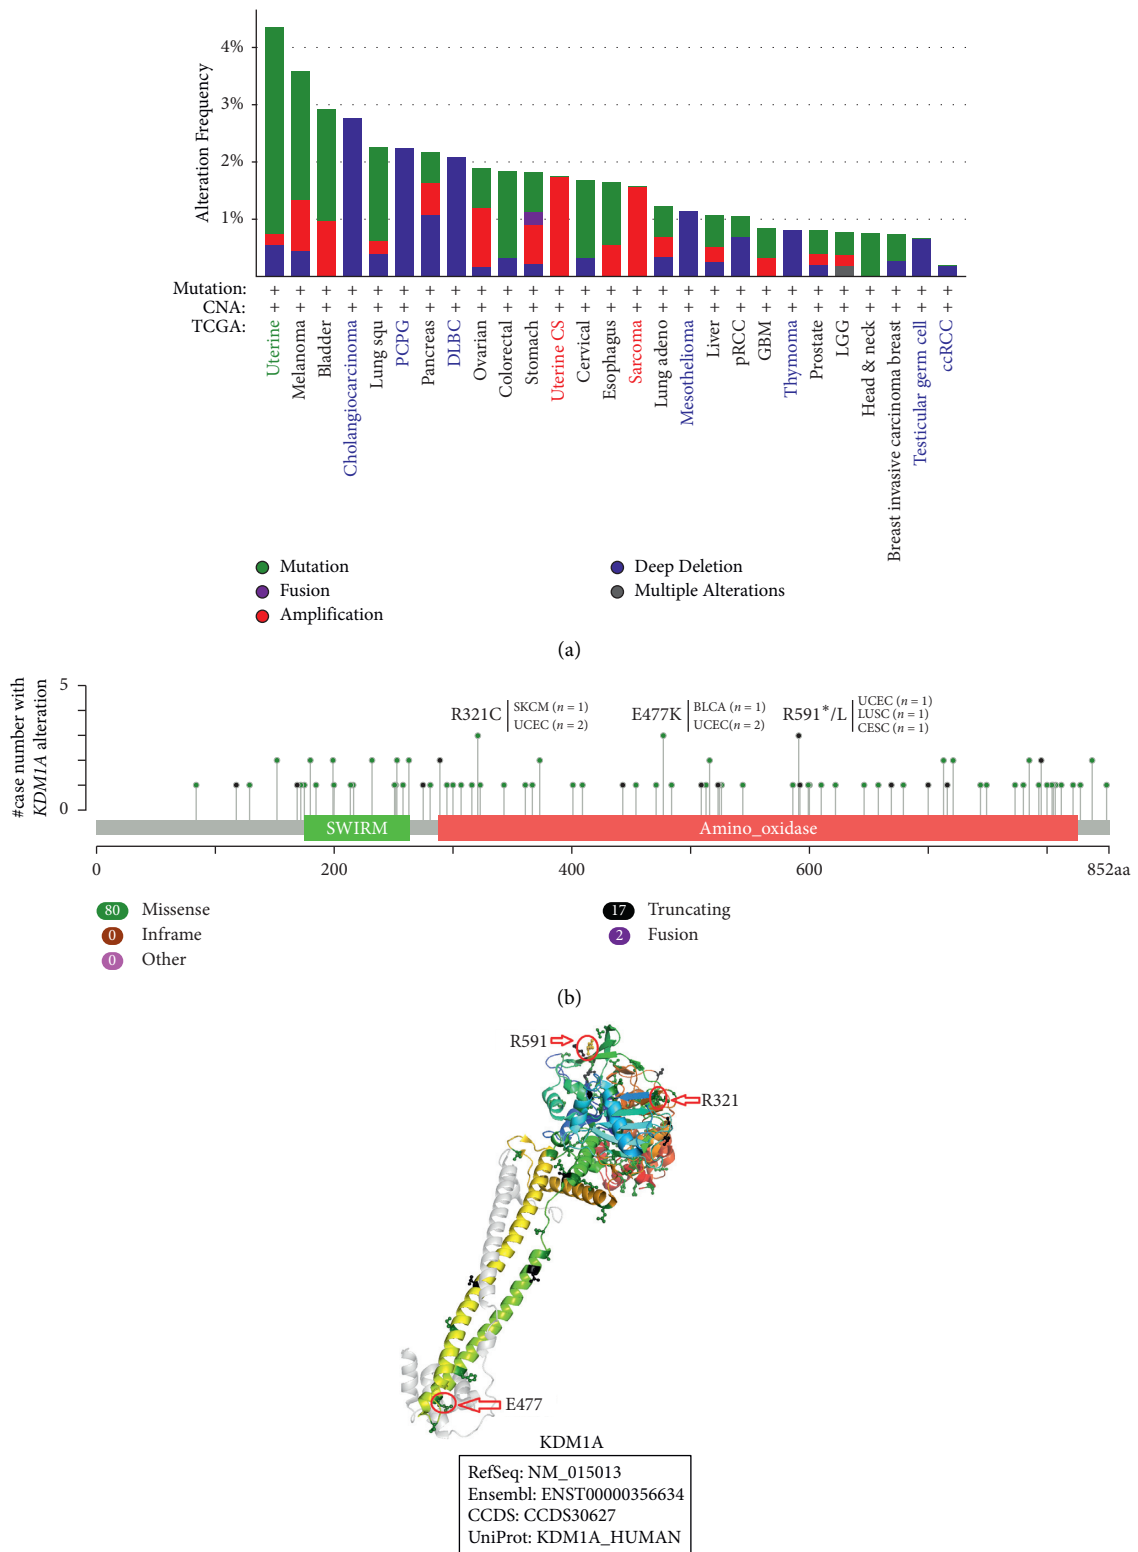 4%
3%
2%
1%
Alteration Frequency
Mutation: + + + + + + + + + + + + + + + + + + + + + + + + + + +
CNA: + + + + + + + + + + + + + + + + + + + + + + + + + + +
TCGA:
Uterine
Melanoma
Bladder
Cholangiocarcinoma
Lung squ
PCPG
Pancreas
DLBC
Ovarian
Colorectal
Stomach
Uterine CS
Cervical
Esophagus
Sarcoma
Lung adeno
Mesothelioma
Liver
pRCC
GBM
Thymoma
Prostate
LGG
Head & neck
Breast invasive carcinoma breast
Testicular germ cell
ccRCC
Mutation
Fusion
Amplification
Deep Deletion
Multiple Alterations
(a)
#case number with
KDM1A alteration
5
0
R321C
SKCM (n = 1)
UCEC (n = 2)
E477K
BLCA (n = 1)
UCEC (n = 2)
R591*/L
UCEC (n = 1)
LUSC (n = 1)
CESC (n = 1)
SWIRM
Amino_oxidase
0 200 400 600 852aa
80 Missense
0 Inframe
0 Other
17 Truncating
2 Fusion
(b)
R591
R321
E477
KDM1A
RefSeq: NM_015013
Ensembl: ENST00000356634
CCDS: CCDS30627
UniProt: KDM1A_HUMAN